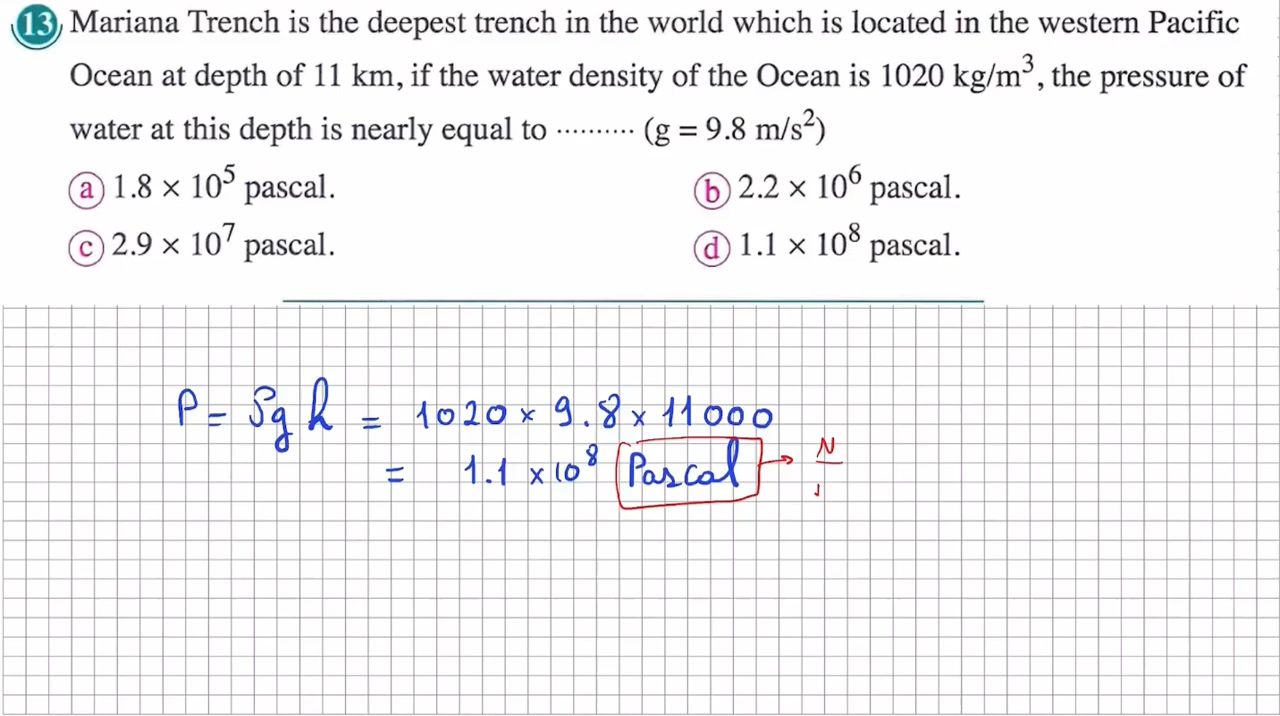 13 Mariana Trench is the deepest trench in the world which is located in the western Pacific
Ocean at depth of 11 km, if the water density of the Ocean is 1020 kg/m³, the pressure of
water at this depth is nearly equal to ·········· (g = 9.8 m/s²)
a 1.8 × 10⁵ pascal.
b 2.2 × 10⁶ pascal.
c 2.9 × 10⁷ pascal.
d 1.1 × 10⁸ pascal.
P = ρgh = 1020 × 9.8 × 11000
= 1.1 × 10⁸ Pascal → N